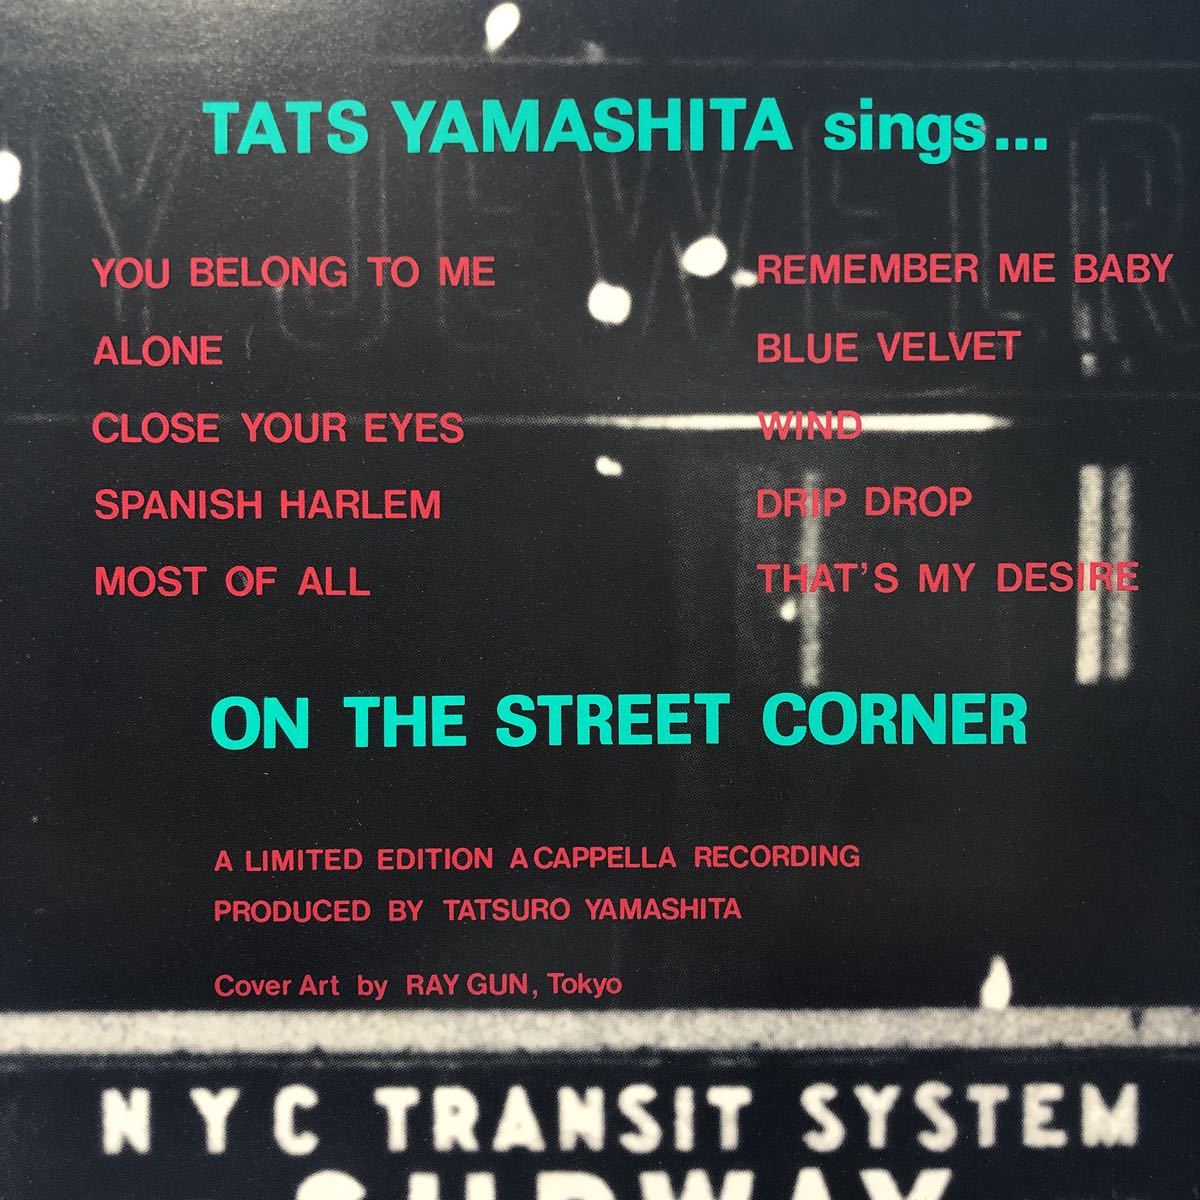 TATS YAMASHITA sings...
YOU BELONG TO ME
ALONE
CLOSE YOUR EYES
SPANISH HARLEM
MOST OF ALL
REMEMBER ME BABY
BLUE VELVET
WIND
DRIP DROP
THAT'S MY DESIRE
ON THE STREET CORNER
A LIMITED EDITION A CAPPELLA RECORDING
PRODUCED BY TATSURO YAMASHITA
Cover Art by RAY GUN, Tokyo
NYC TRANSIT SYSTEM
SUBWAY